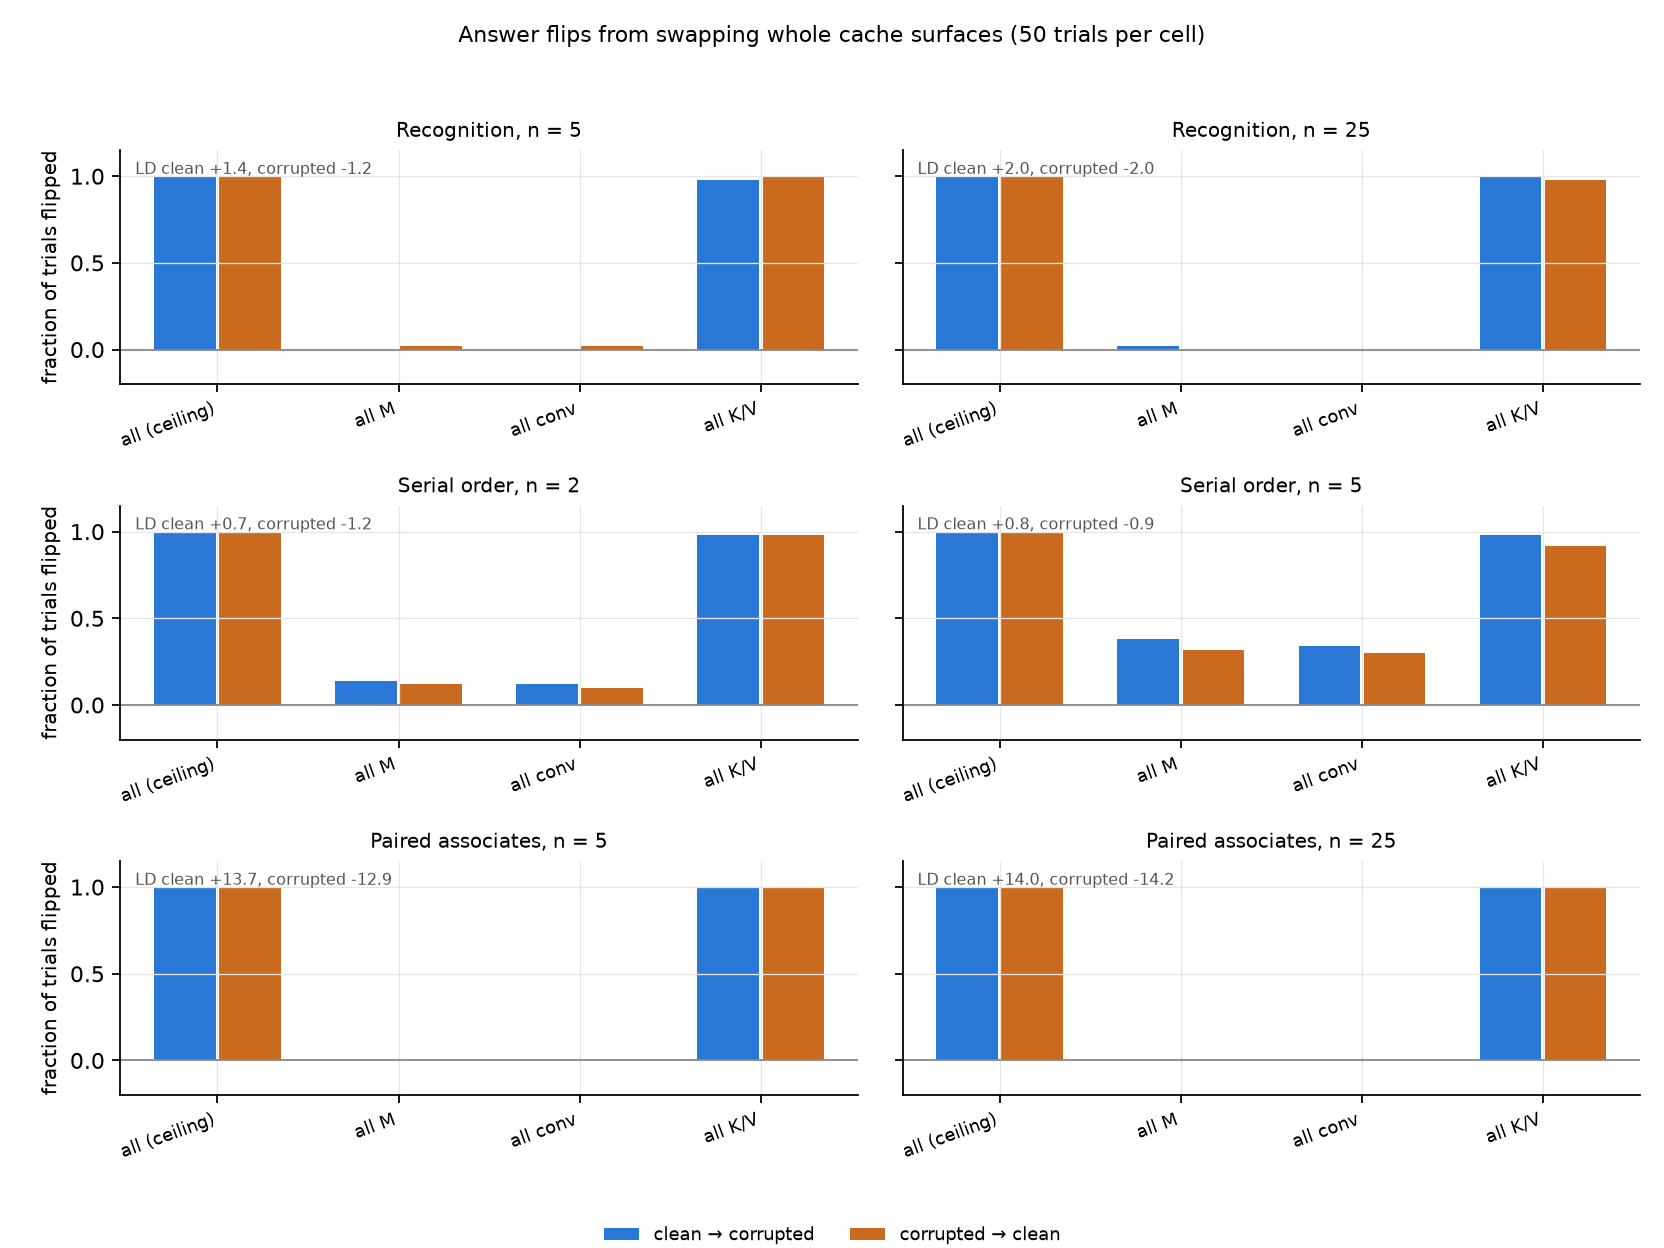 Answer flips from swapping whole cache surfaces (50 trials per cell)
Recognition, n = 5
LD clean +1.4, corrupted -1.2
fraction of trials flipped
1.0
0.5
0.0
all (ceiling)
all M
all conv
all K/V
Recognition, n = 25
LD clean +2.0, corrupted -2.0
all (ceiling)
all M
all conv
all K/V
Serial order, n = 2
LD clean +0.7, corrupted -1.2
fraction of trials flipped
1.0
0.5
0.0
all (ceiling)
all M
all conv
all K/V
Serial order, n = 5
LD clean +0.8, corrupted -0.9
all (ceiling)
all M
all conv
all K/V
Paired associates, n = 5
LD clean +13.7, corrupted -12.9
fraction of trials flipped
1.0
0.5
0.0
all (ceiling)
all M
all conv
all K/V
Paired associates, n = 25
LD clean +14.0, corrupted -14.2
all (ceiling)
all M
all conv
all K/V
clean → corrupted
corrupted → clean